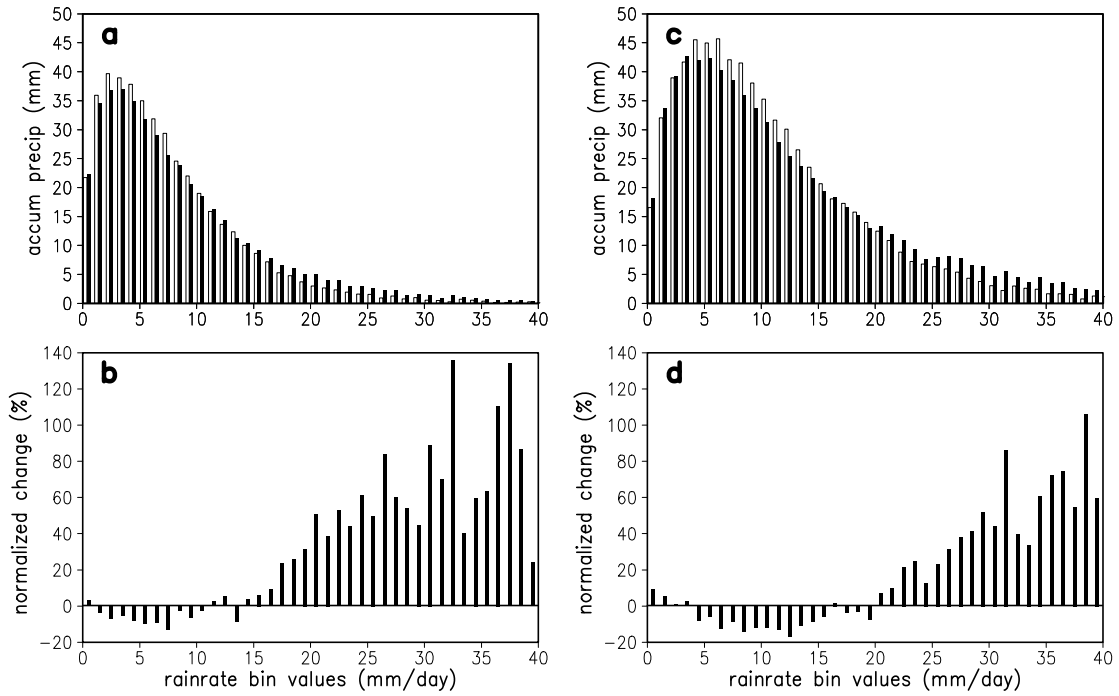 a
50
45
40
35
30
25
20
15
10
5
0
accum precip (mm)
0 5 10 15 20 25 30 35 40
c
50
45
40
35
30
25
20
15
10
5
0
accum precip (mm)
0 5 10 15 20 25 30 35 40
b
140
120
100
80
60
40
20
0
−20
normalized change (%)
0 5 10 15 20 25 30 35 40
rainrate bin values (mm/day)
d
140
120
100
80
60
40
20
0
−20
normalized change (%)
0 5 10 15 20 25 30 35 40
rainrate bin values (mm/day)